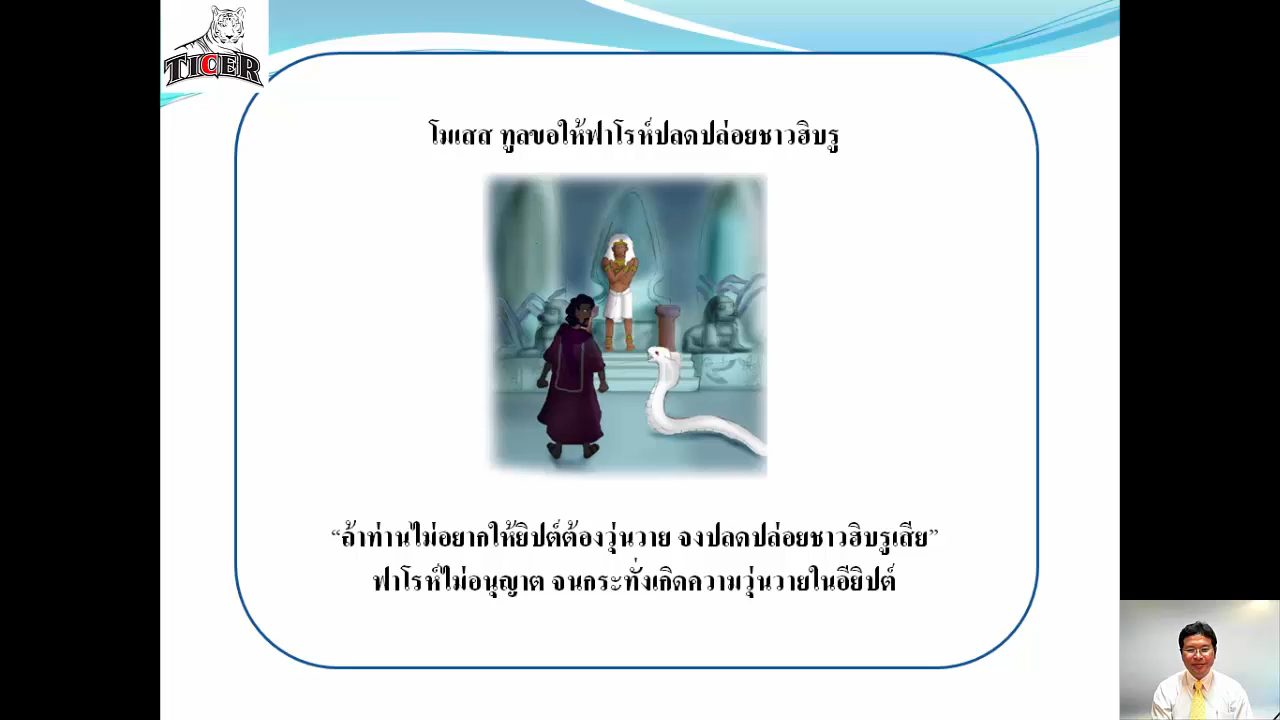 TIGER
โมเสส ทูลขอให้ฟาโรห์ปลดปล่อยชาวฮิบรู
“ถ้าท่านไม่อยากให้ยิปต์ต้องวุ่นวาย จงปลดปล่อยชาวฮิบรูเสีย”
ฟาโรห์ไม่อนุญาต จนกระทั่งเกิดความวุ่นวายในอียิปต์